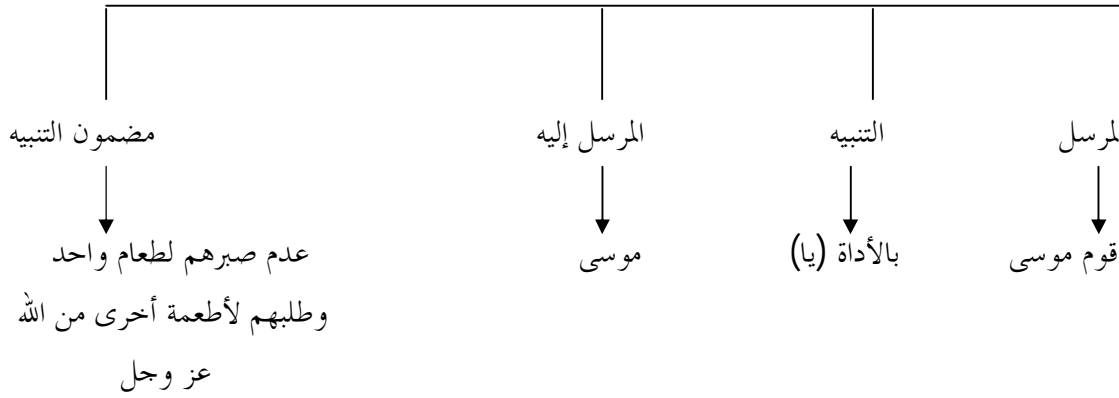 لمرسل
التنبيه
المرسل إليه
مضمون التنبيه
قوم موسى
بالأداة (يا)
موسى
عدم صبرهم لطعام واحد
وطلبهم لأطعمة أخرى من الله
عز وجل